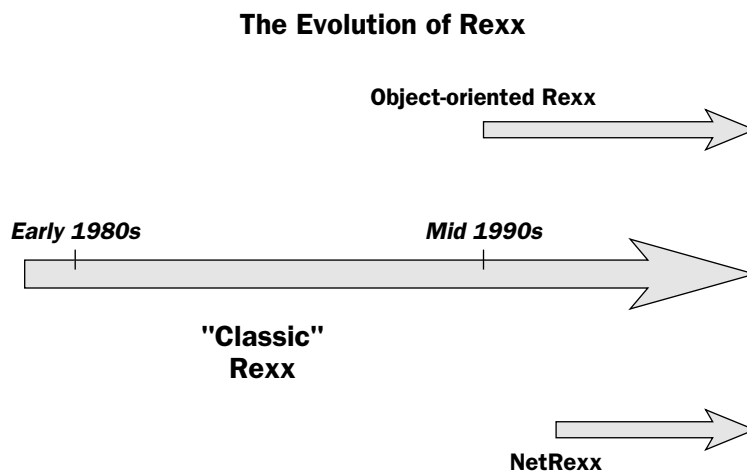 The Evolution of Rexx
Object-oriented Rexx
Early 1980s
Mid 1990s
"Classic"
Rexx
NetRexx